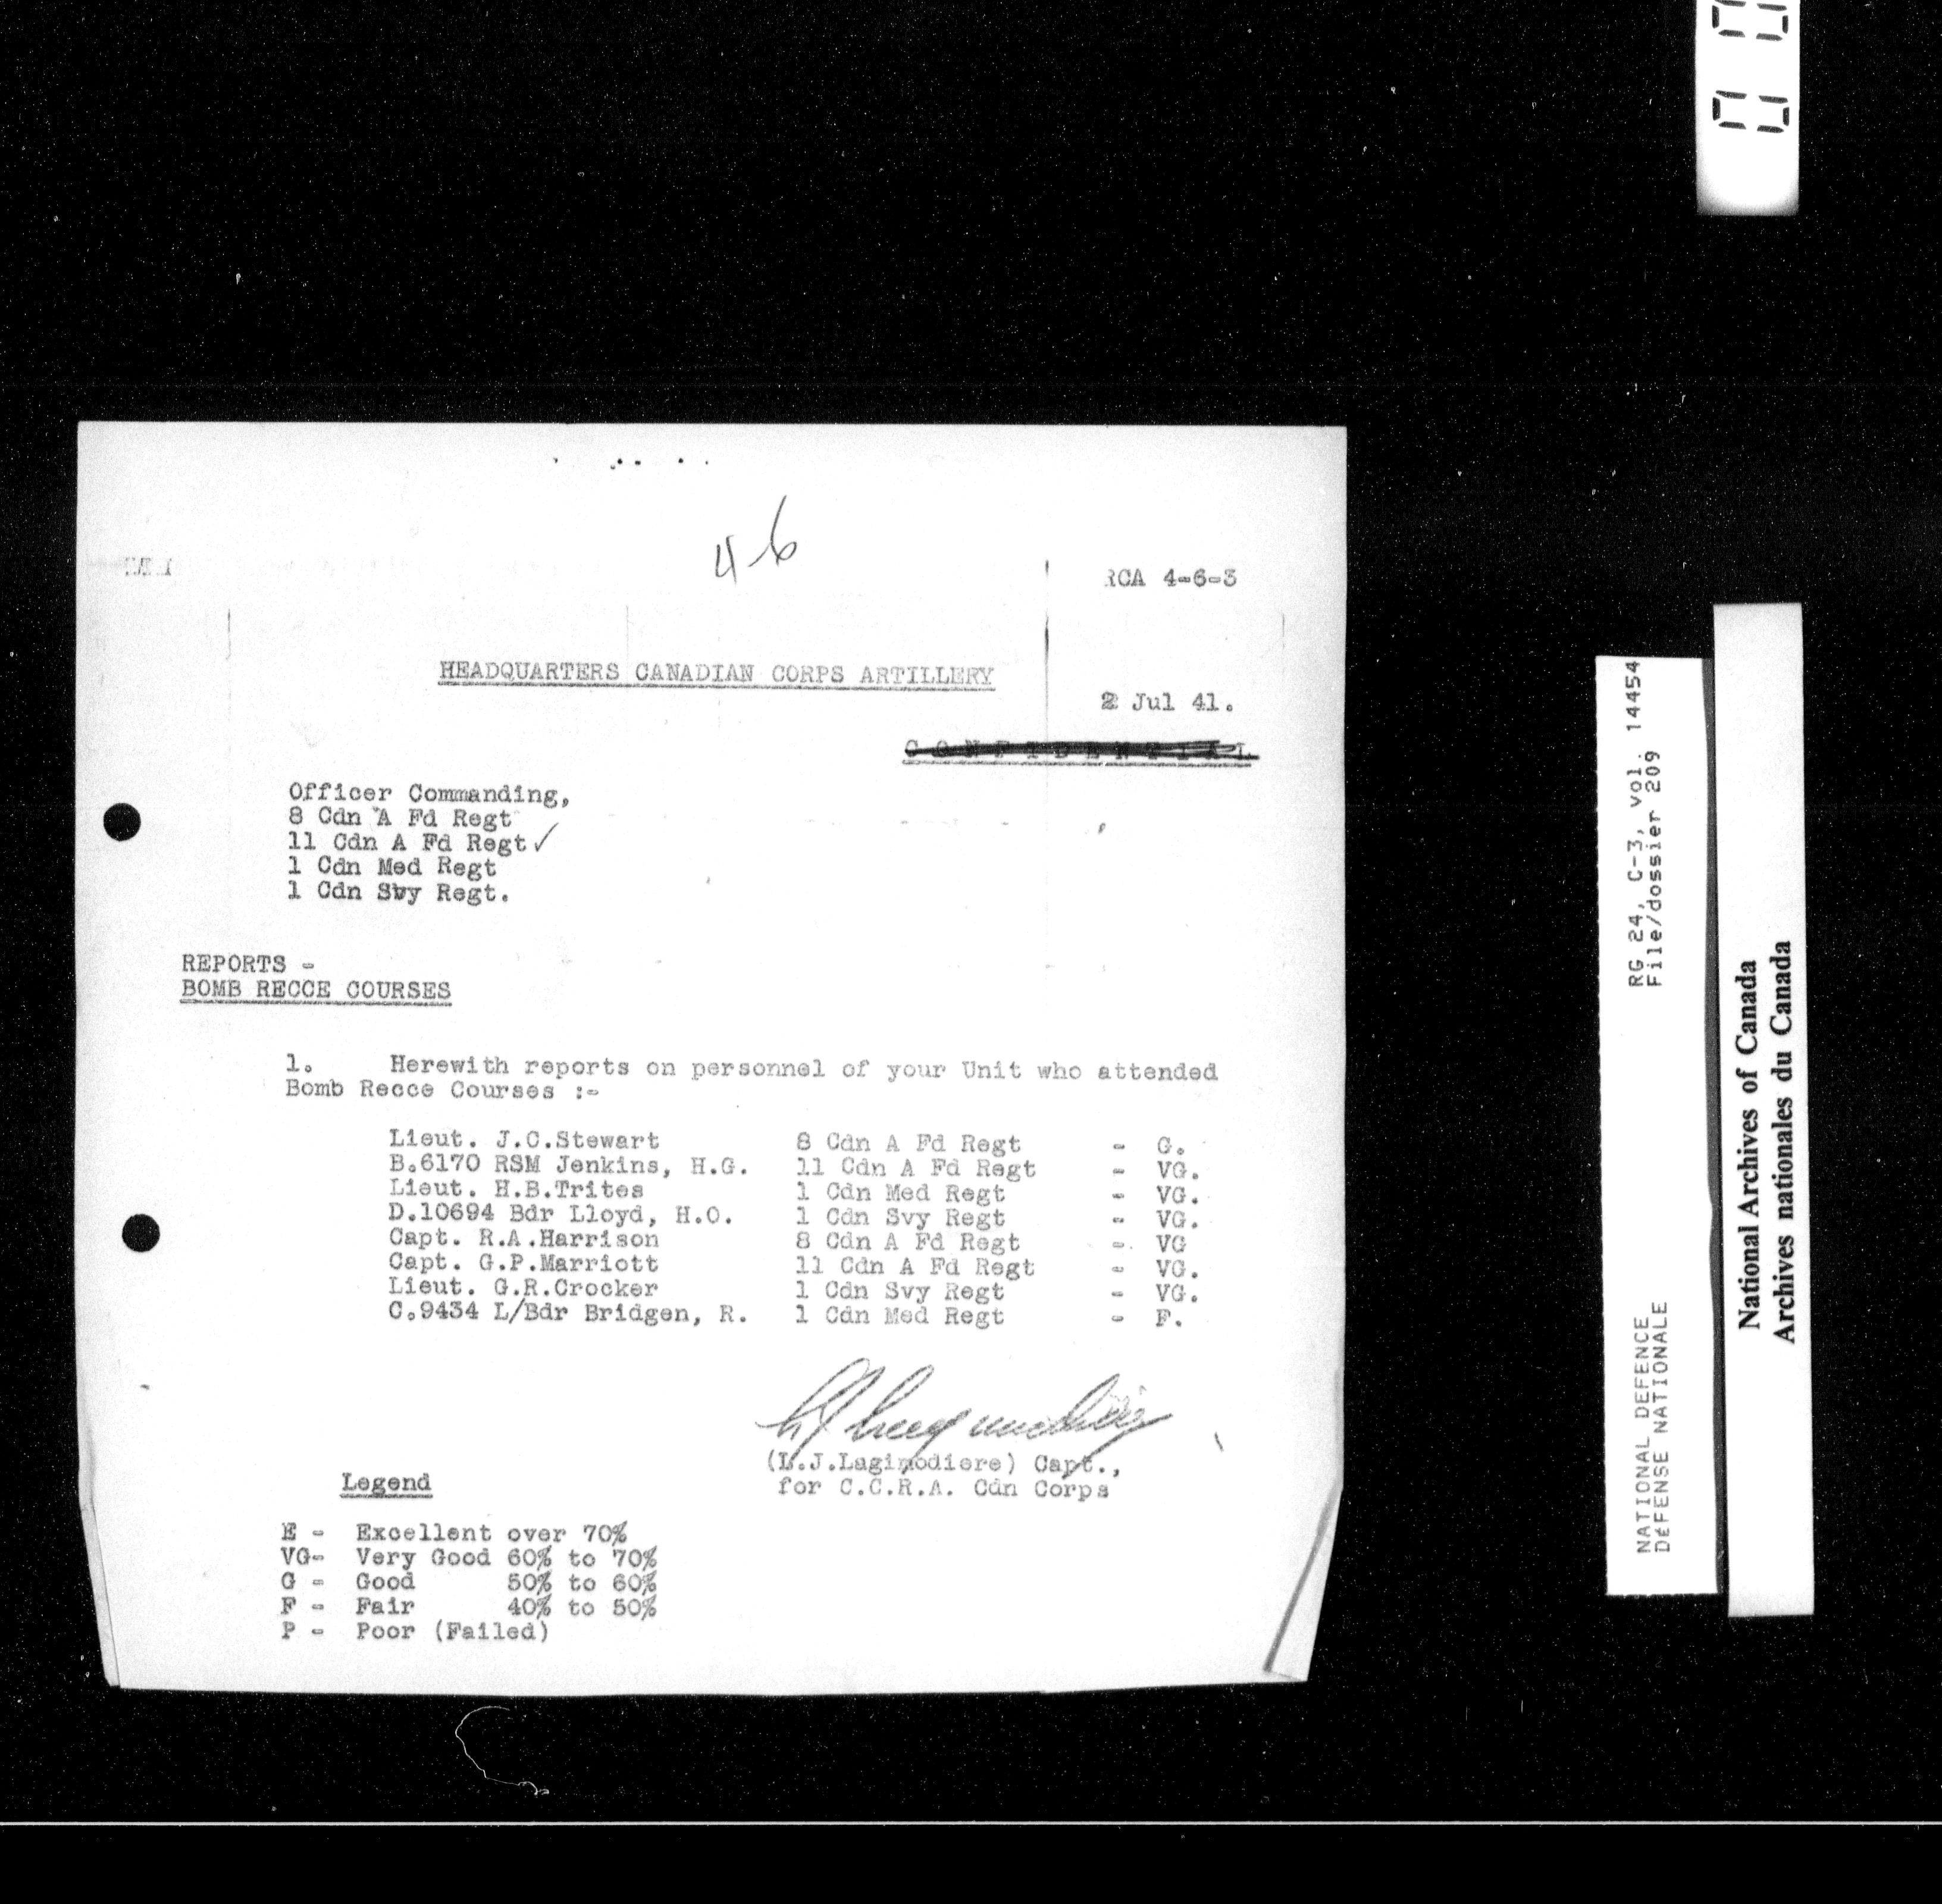 4-6
RCA 4-6-3
HEADQUARTERS CANADIAN CORPS ARTILLERY
2 Jul 41.
CONFIDENTIAL
Officer Commanding,
8 Cdn A Fd Regt
11 Cdn A Fd Regt ✓
1 Cdn Med Regt
1 Cdn Svy Regt.
REPORTS -
BOMB RECCE COURSES
1. Herewith reports on personnel of your Unit who attended
Bomb Recce Courses :-
Lieut. J.C.Stewart 8 Cdn A Fd Regt - G.
B.6170 RSM Jenkins, H.G. 11 Cdn A Fd Regt - VG.
Lieut. H.B.Trites 1 Cdn Med Regt - VG.
D.10694 Bdr Lloyd, H.O. 1 Cdn Svy Regt - VG.
Capt. R.A.Harrison 8 Cdn A Fd Regt - VG
Capt. G.P.Marriott 11 Cdn A Fd Regt - VG.
Lieut. G.R.Crocker 1 Cdn Svy Regt - VG.
C.9434 L/Bdr Bridgen, R. 1 Cdn Med Regt - F.
(L.J.Lagimodiere) Capt.,
for C.C.R.A. Cdn Corps
Legend
E - Excellent over 70%
VG- Very Good 60% to 70%
G - Good 50% to 60%
F - Fair 40% to 50%
P - Poor (Failed)
NATIONAL DEFENCE RG 24, C-3, vol. 14454
DéFENSE NATIONALE File/dossier 209
National Archives of Canada
Archives nationales du Canada